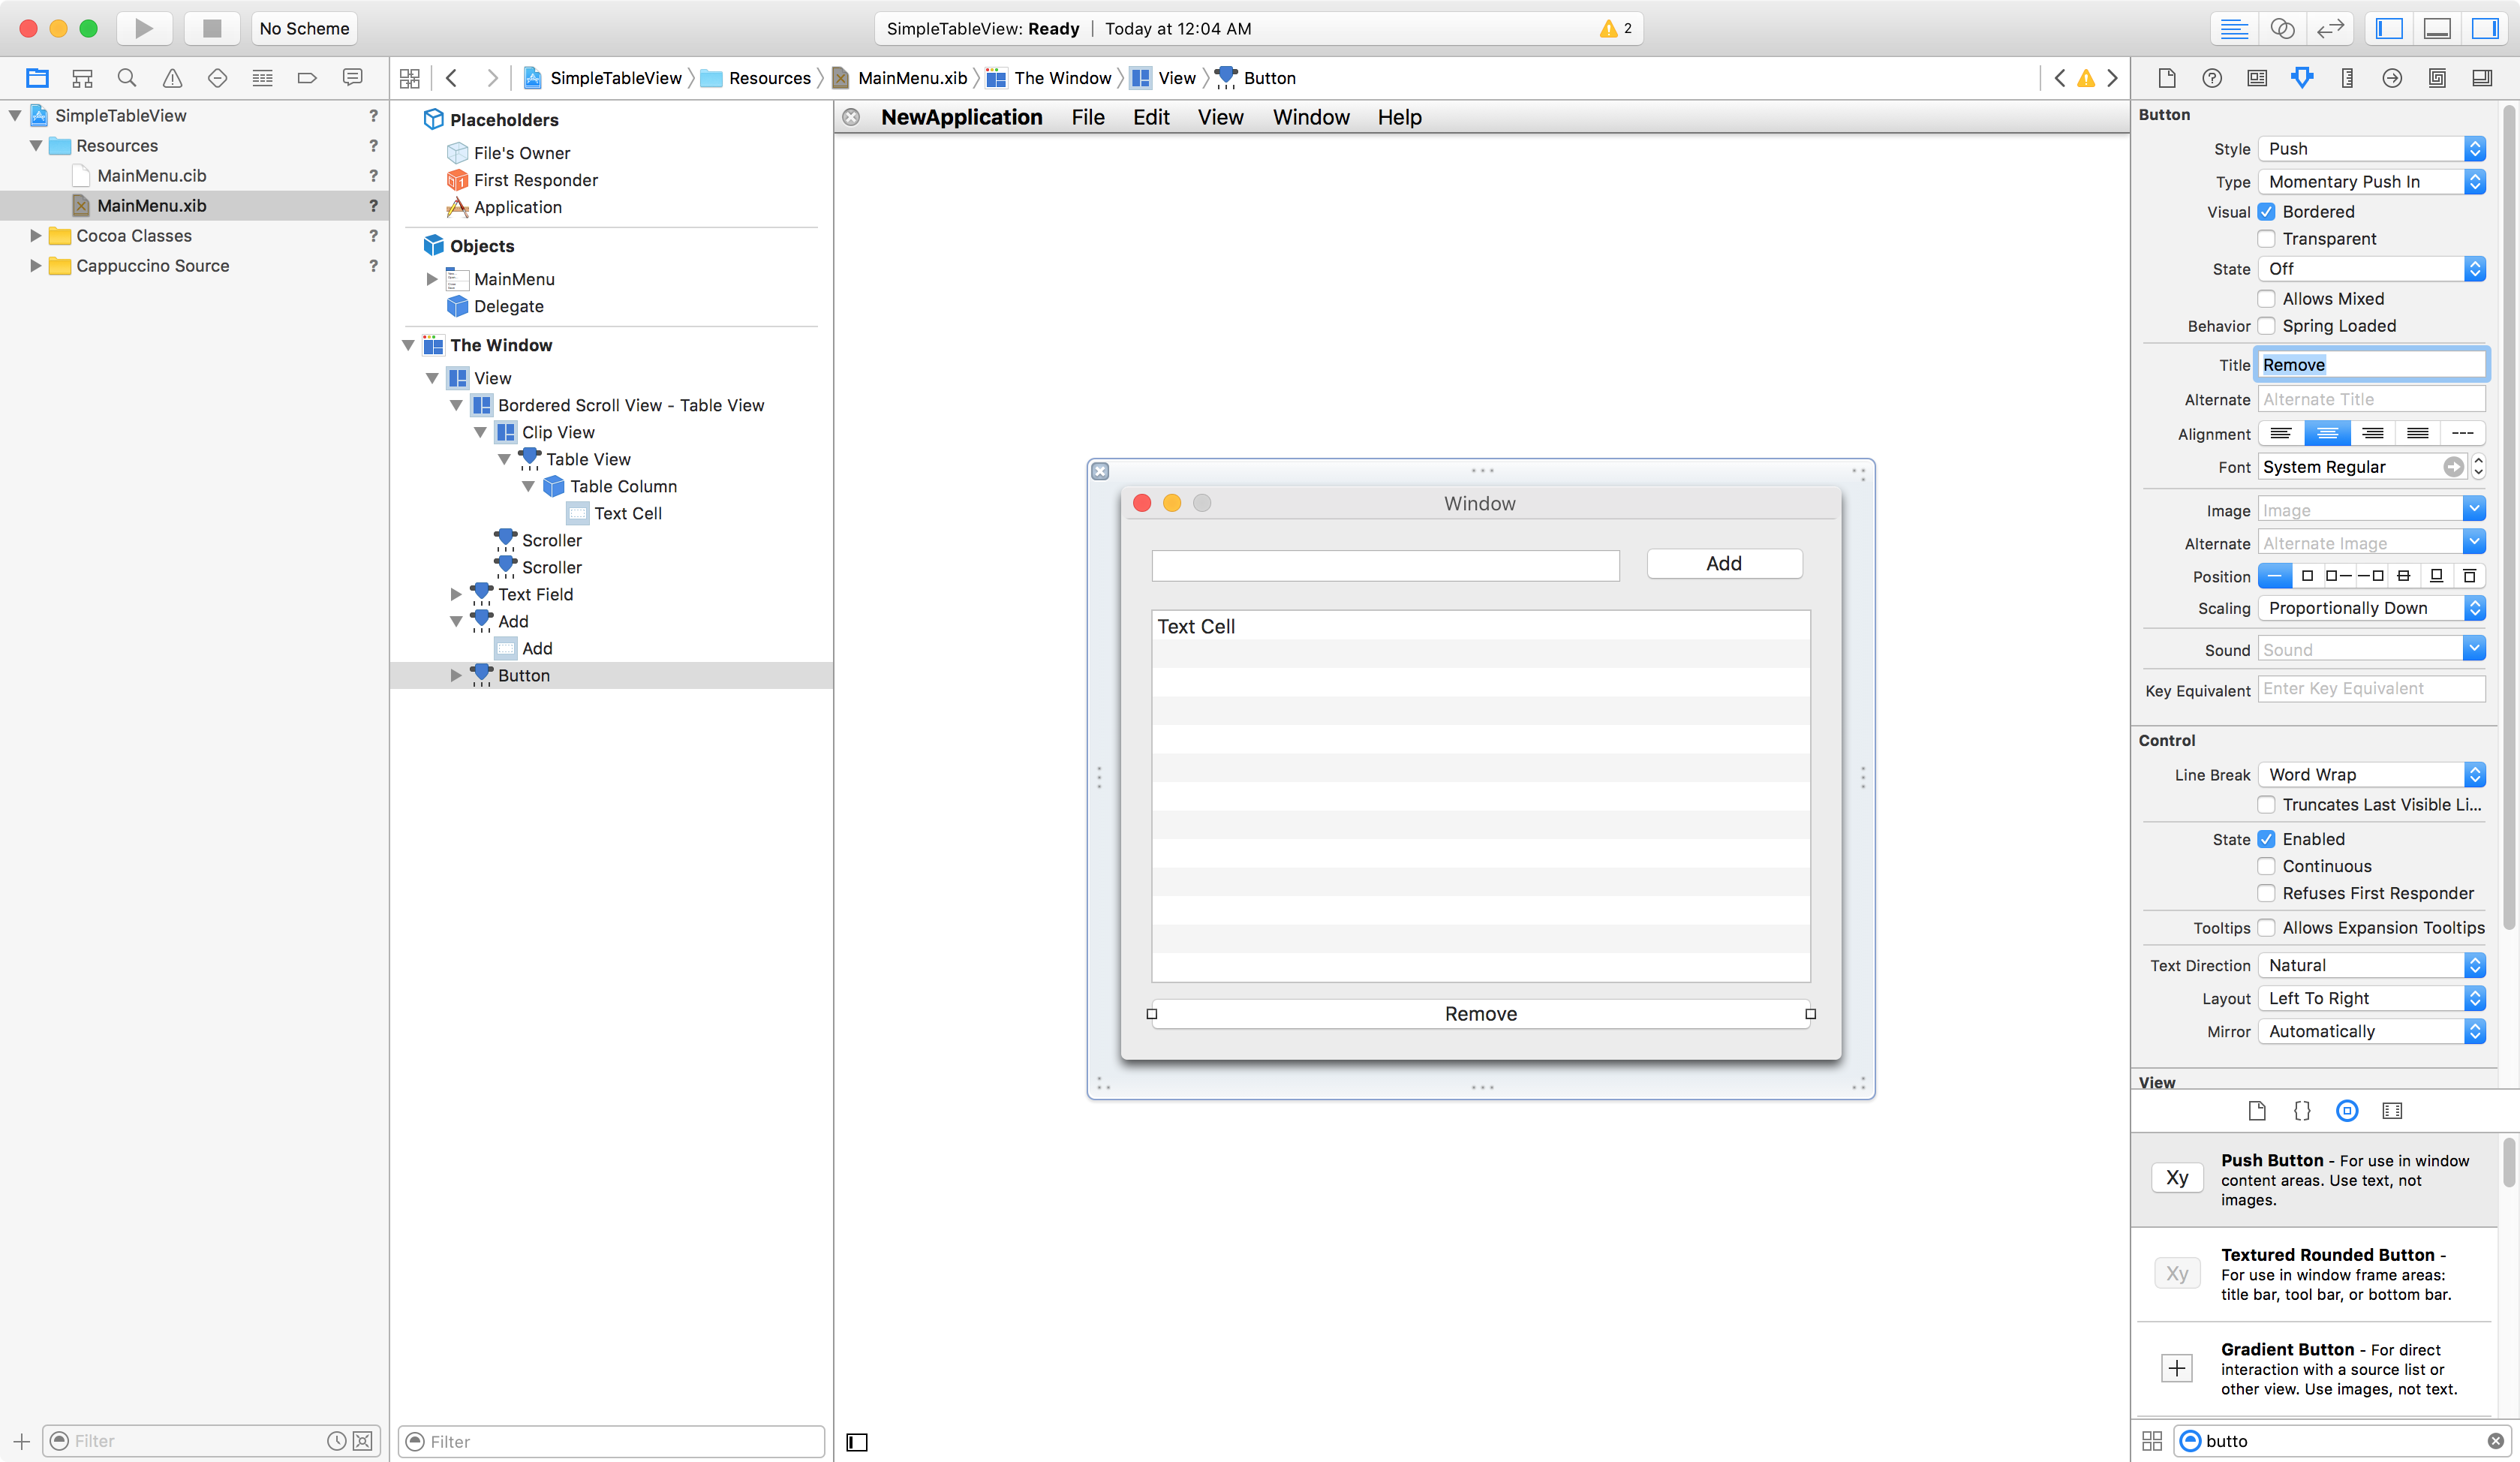 No Scheme
SimpleTableView: Ready | Today at 12:04 AM
2
SimpleTableView
Resources
MainMenu.xib
The Window
View
Button
SimpleTableView ?
Resources ?
MainMenu.cib ?
MainMenu.xib ?
Cocoa Classes ?
Cappuccino Source ?
Filter
Placeholders
File's Owner
First Responder
Application
Objects
MainMenu
Delegate
The Window
View
Bordered Scroll View - Table View
Clip View
Table View
Table Column
Text Cell
Scroller
Scroller
Text Field
Add
Add
Button
Filter
NewApplication File Edit View Window Help
Window
Add
Text Cell
Remove
Button
Style Push
Type Momentary Push In
Visual Bordered
Transparent
State Off
Allows Mixed
Behavior Spring Loaded
Title Remove
Alternate Alternate Title
Alignment
Font System Regular
Image Image
Alternate Alternate Image
Position
Scaling Proportionally Down
Sound Sound
Key Equivalent Enter Key Equivalent
Control
Line Break Word Wrap
Truncates Last Visible Li...
State Enabled
Continuous
Refuses First Responder
Tooltips Allows Expansion Tooltips
Text Direction Natural
Layout Left To Right
Mirror Automatically
View
Xy
Push Button - For use in window
content areas. Use text, not
images.
Xy
Textured Rounded Button -
For use in window frame areas:
title bar, tool bar, or bottom bar.
Gradient Button - For direct
interaction with a source list or
other view. Use images, not text.
butto